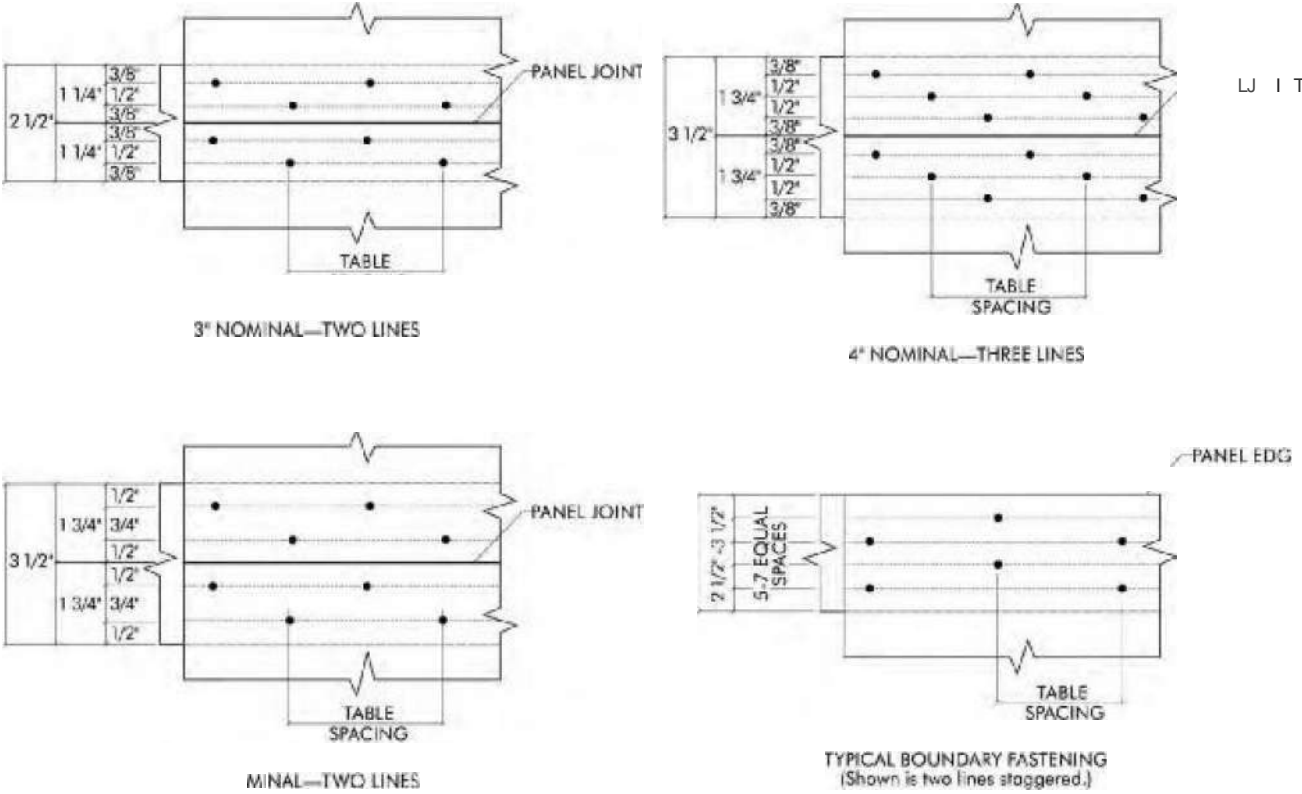 3/8"
1/2"
3/8"
3/8"
1/2"
3/8"
1 1/4"
1 1/4"
2 1/2"
PANEL JOINT
TABLE
3" NOMINAL—TWO LINES
3/8"
1/2"
1/2"
3/8"
3/8"
1/2"
1/2"
3/8"
1 3/4"
1 3/4"
3 1/2"
TABLE
SPACING
4" NOMINAL—THREE LINES
1/2"
3/4"
1/2"
1/2"
3/4"
1/2"
1 3/4"
1 3/4"
3 1/2"
PANEL JOINT
TABLE
SPACING
MINAL—TWO LINES
PANEL EDG
2 1/2" -3 1/2"
5-7 EQUAL
SPACES
TABLE
SPACING
TYPICAL BOUNDARY FASTENING
(Shown is two lines staggered.)